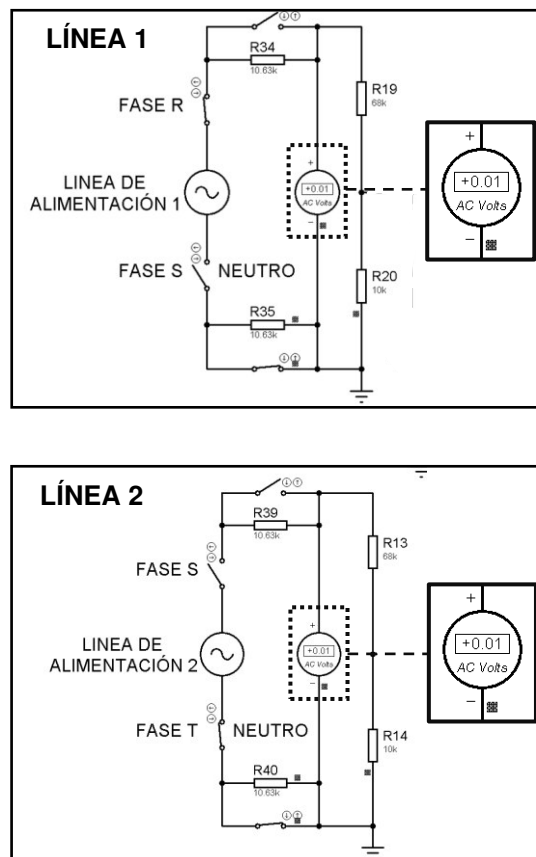 LÍNEA 1
R34
10.63k
R19
68k
FASE R
+
+0.01
AC Volts
−
+
+0.01
AC Volts
−
LINEA DE
ALIMENTACIÓN 1
FASE S NEUTRO
R20
10k
R35
10.63k
LÍNEA 2
R39
10.63k
R13
68k
FASE S
+
+0.01
AC Volts
−
+
+0.01
AC Volts
−
LINEA DE
ALIMENTACIÓN 2
FASE T NEUTRO
R14
10k
R40
10.63k